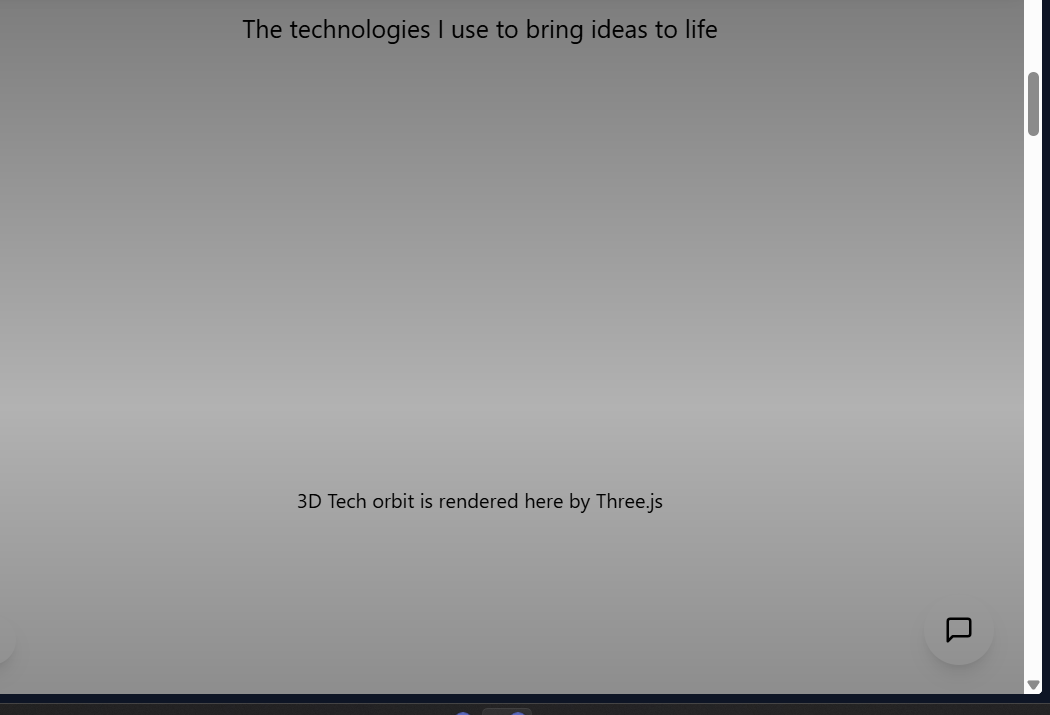 The technologies I use to bring ideas to life
3D Tech orbit is rendered here by Three.js